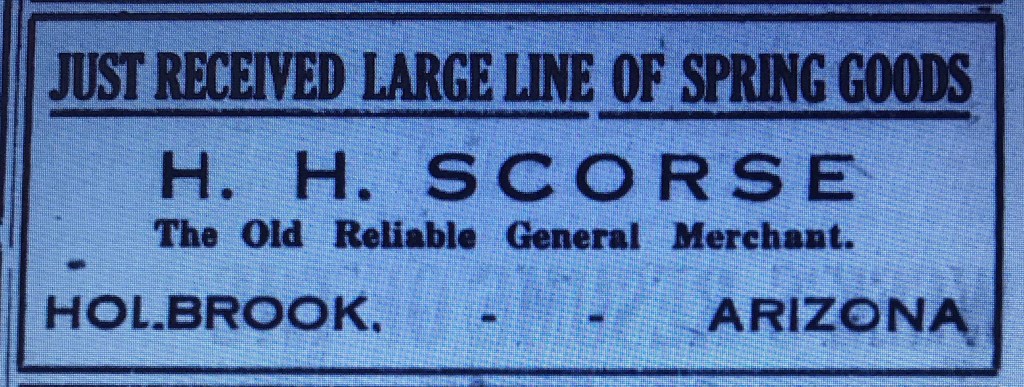 JUST RECEIVED LARGE LINE OF SPRING GOODS
H. H. SCORSE
The Old Reliable General Merchant.
HOLBROOK, - - ARIZONA